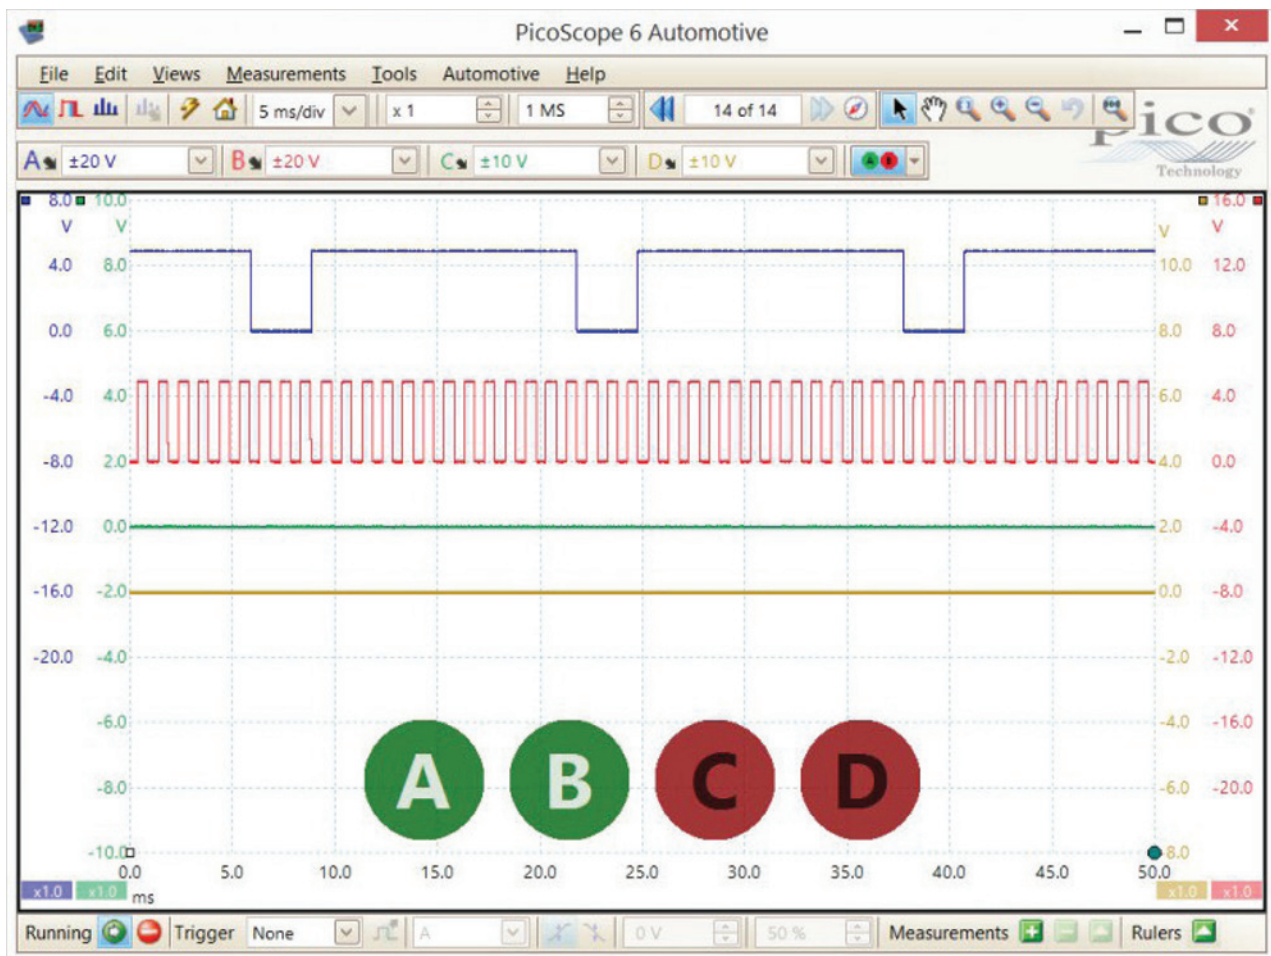 PicoScope 6 Automotive
File Edit Views Measurements Tools Automotive Help
5 ms/div x 1 1 MS 14 of 14
pico
Technology
A ±20 V B ±20 V C ±10 V D ±10 V
8.0 10.0 16.0
V V V V
4.0 8.0 10.0 12.0
0.0 6.0 8.0 8.0
-4.0 4.0 6.0 4.0
-8.0 2.0 4.0 0.0
-12.0 0.0 2.0 -4.0
-16.0 -2.0 0.0 -8.0
-20.0 -4.0 -2.0 -12.0
-6.0 -4.0 -16.0
A B C D
-8.0 -6.0 -20.0
-10.0 8.0
0.0 5.0 10.0 15.0 20.0 25.0 30.0 35.0 40.0 45.0 50.0
x1.0 x1.0 ms x1.0 x1.0
Running Trigger None A 0 V 50 % Measurements Rulers